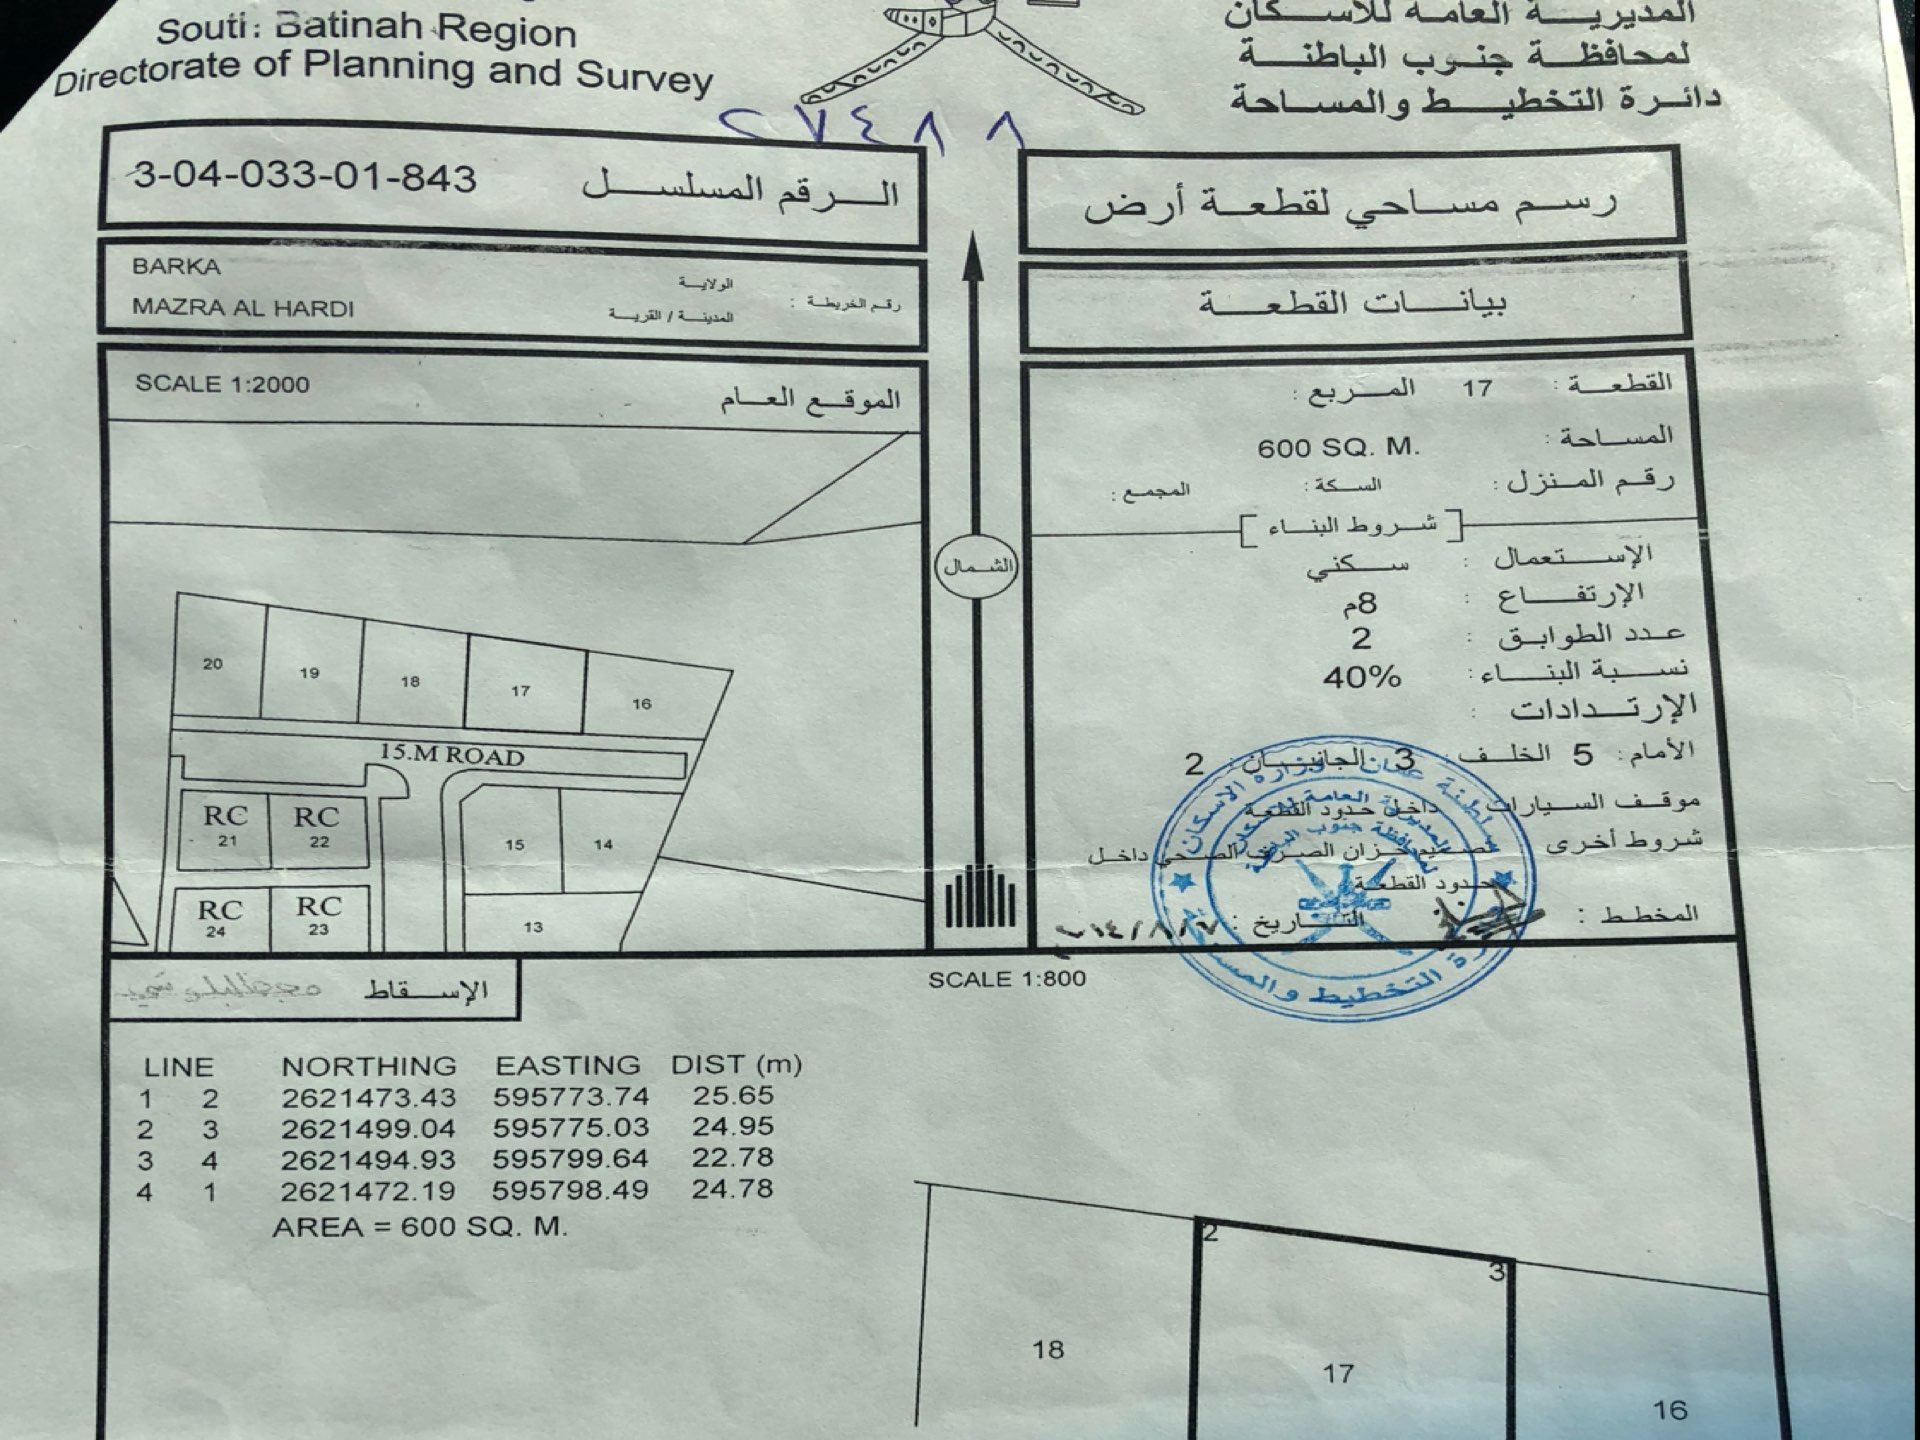 South Batinah Region
Directorate of Planning and Survey
المديرية العامة للاسكان
لمحافظة جنوب الباطنة
دائرة التخطيط والمساحة
٢٧٤٨٨
3-04-033-01-843 الرقم المسلسل
رسم مساحي لقطعة أرض
BARKA
MAZRA AL HARDI
رقم الخريطة :
الولاية
المدينة / القرية
بيانات القطعة
SCALE 1:2000 الموقع العام
20
19
18
17
16
15.M ROAD
RC
21
RC
22
15
14
RC
24
RC
23
13
الشمال
القطعة : 17 المربع :
المساحة : 600 SQ. M.
رقم المنزل : السكة : المجمع :
شروط البناء
الإستعمال : سكني
الإرتفاع : 8م
عدد الطوابق : 2
نسبة البناء : 40%
الإرتدادات :
الأمام : 5 الخلف : 3 الجانبان : 2
موقف السيارات داخل حدود القطعة
شروط أخرى تصميم خزان الصرف الصحي داخل
حدود القطعة
المخطط : التاريخ :
سلطنة عمان وزارة الاسكان
المديرية العامة للاسكان
لمحافظة جنوب الباطنة
دائرة التخطيط والمساحة
الإسقاط
SCALE 1:800
LINE NORTHING EASTING DIST (m)
1 2 2621473.43 595773.74 25.65
2 3 2621499.04 595775.03 24.95
3 4 2621494.93 595799.64 22.78
4 1 2621472.19 595798.49 24.78
AREA = 600 SQ. M.
2
3
18
17
16